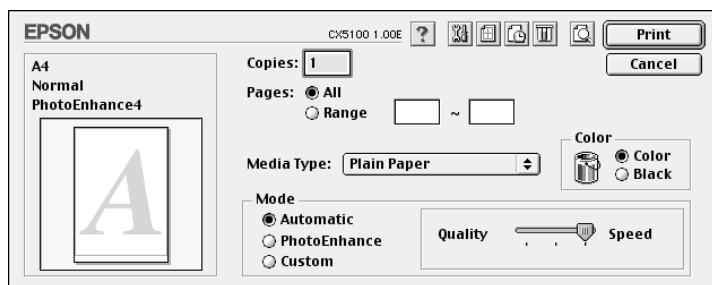 EPSON
CX5100 1.00E
?
Print
Cancel
A4
Normal
PhotoEnhance4
A
Copies: 1
Pages: All
Range ~
Media Type: Plain Paper
Color
Color
Black
Mode
Automatic
PhotoEnhance
Custom
Quality Speed